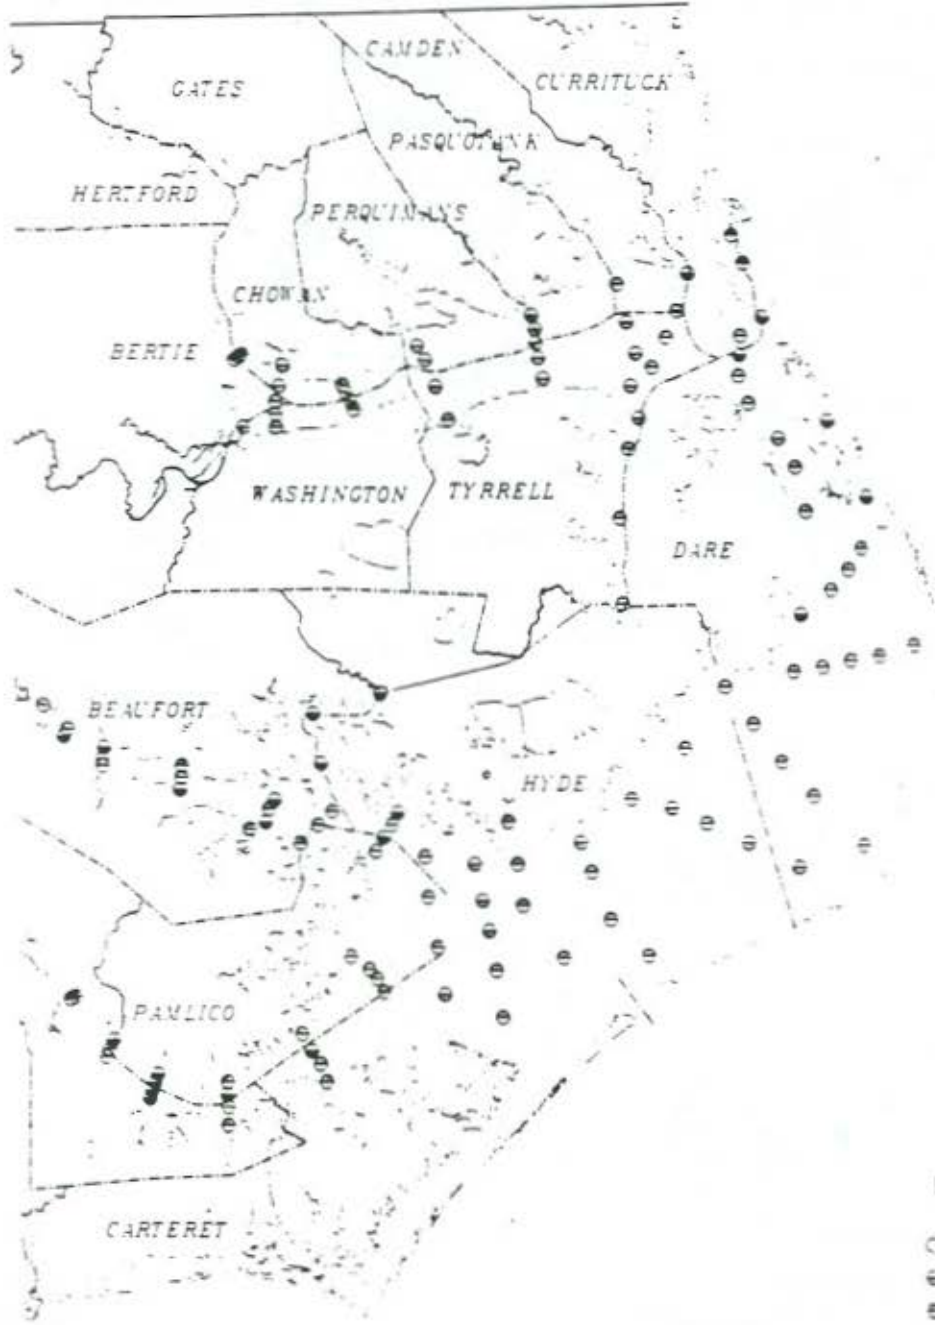 CAMDEN
CURRITUCK
GATES
PASQUOTANK
HERTFORD
PERQUIMANS
CHOWAN
BERTIE
WASHINGTON
TYRRELL
DARE
BEAUFORT
HYDE
PAMLICO
CARTERET